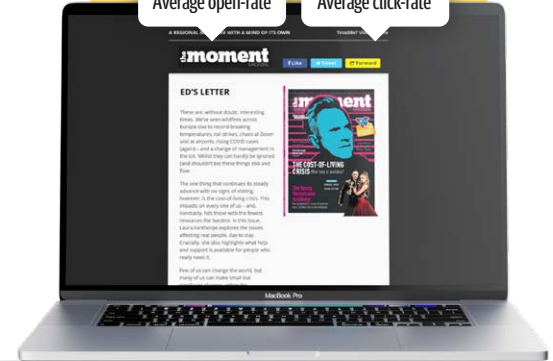 Average open-rate
Average click-rate
A REGIONAL
WITH A MIND OF ITS OWN
the moment
MAGAZINE
Like
Tweet
Forward
ED'S LETTER
These are, without doubt, interesting
times. We've seen wildfires across
Europe due to record-breaking
temperatures, rail strikes, chaos at Dover
and at airports, rising COVID cases
(again) – and a change of management in
the UK. Whilst they can hardly be ignored
(and shouldn't be) these things ebb and
flow.
The one thing that continues its steady
advance with no signs of ebbing,
however, is the cost-of-living crisis. This
impacts on every one of us – and,
inevitably, hits those with the fewest
resources the hardest. In this issue,
Laura Kanthorpe explores the issues
affecting real people, day-to-day.
Crucially, she also highlights what help
and support is available for people who
really need it.
Few of us can change the world, but
many of us can make small but
the moment
THE COST-OF-LIVING
CRISIS
MacBook Pro